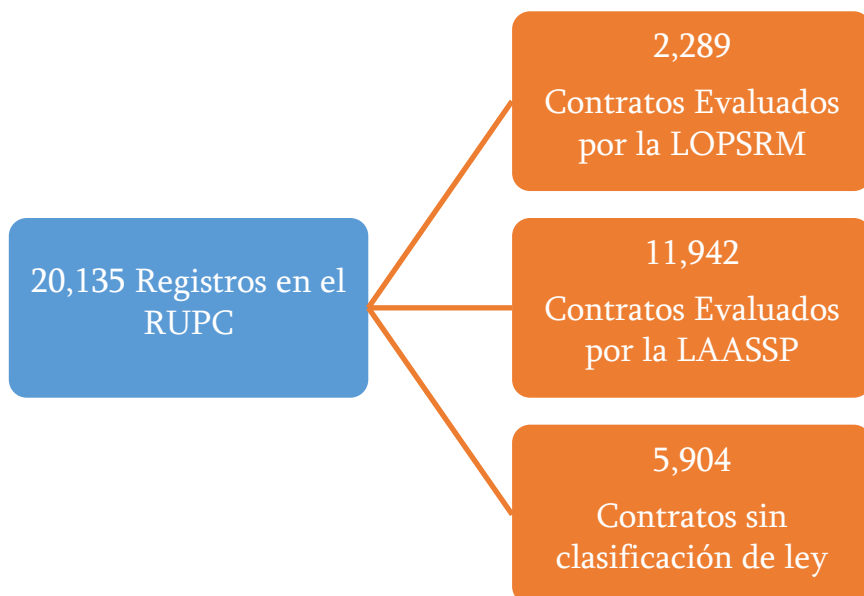 20,135 Registros en el
RUPC
2,289
Contratos Evaluados
por la LOPSRM
11,942
Contratos Evaluados
por la LAASSP
5,904
Contratos sin
clasificación de ley